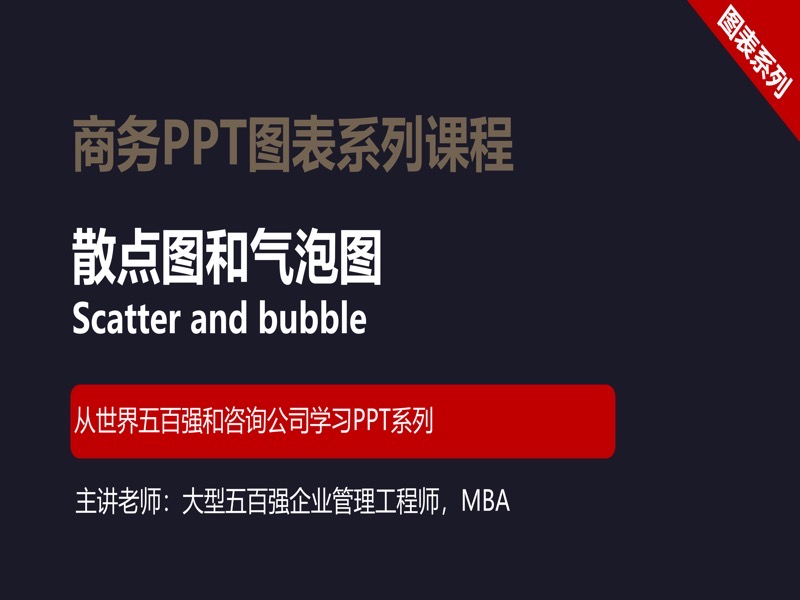 图表系列
商务PPT图表系列课程
散点图和气泡图
Scatter and bubble
从世界五百强和咨询公司学习PPT系列
主讲老师：大型五百强企业管理工程师，MBA